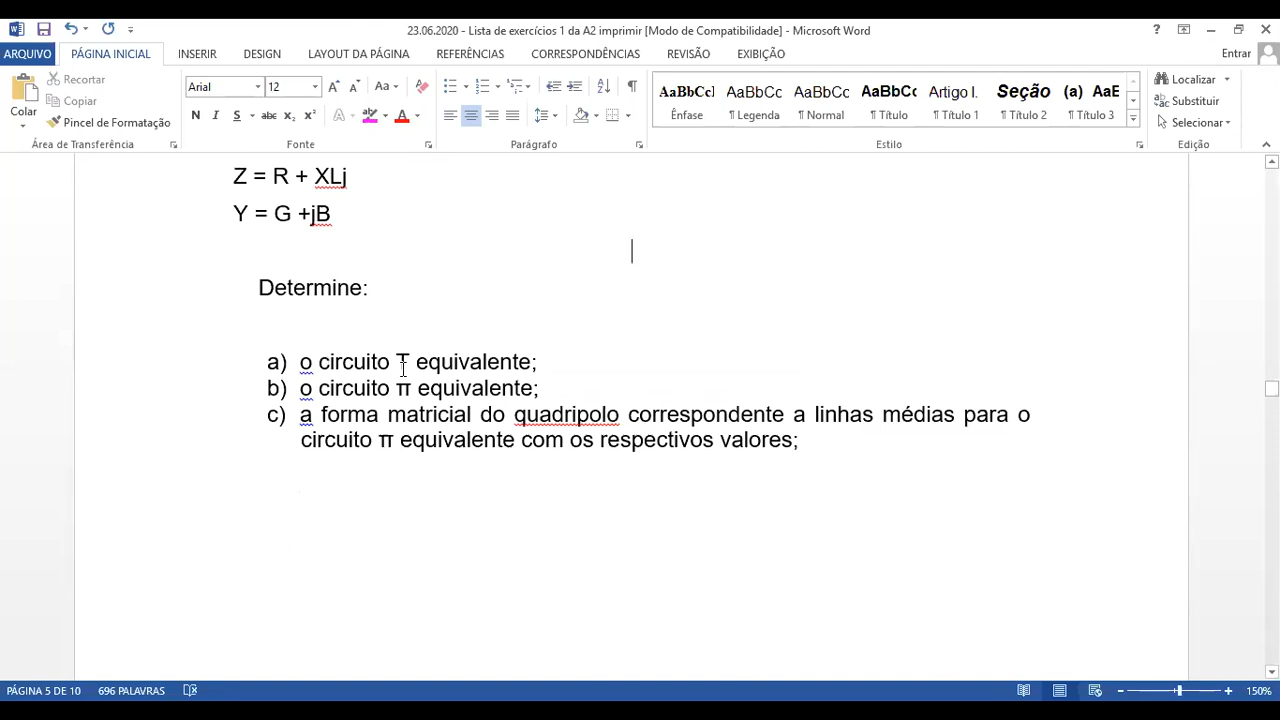 23.06.2020 - Lista de exercícios 1 da A2 imprimir [Modo de Compatibilidade] - Microsoft Word
ARQUIVO PÁGINA INICIAL INSERIR DESIGN LAYOUT DA PÁGINA REFERÊNCIAS CORRESPONDÊNCIAS REVISÃO EXIBIÇÃO Entrar
Recortar
Copiar
Pincel de Formatação
Colar
Arial 12
N I S abc x₂ x²
AaBbCcl AaBbCc AaBbCc AaBbCc Artigo I. Seção (a) AaE
Ênfase ¶ Legenda ¶ Normal ¶ Título ¶ Título 1 ¶ Título 2 ¶ Título 3
Localizar
Substituir
Selecionar
Área de Transferência Fonte Parágrafo Estilo Edição
Z = R + XLj
Y = G +jB
Determine:
a) o circuito T equivalente;
b) o circuito π equivalente;
c) a forma matricial do quadripolo correspondente a linhas médias para o
circuito π equivalente com os respectivos valores;
PÁGINA 5 DE 10 696 PALAVRAS 150%